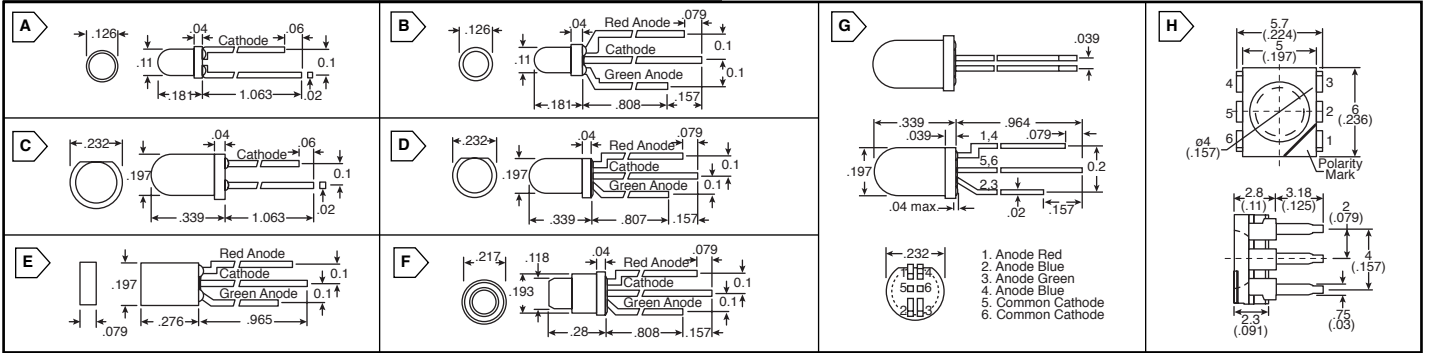 A
.126
.04
Cathode
.06
.11
0.1
.181
1.063
.02
B
.126
.04
Red Anode
.079
.11
Cathode
0.1
Green Anode
0.1
.181
.808
.157
C
.232
.04
Cathode
.06
.197
0.1
.339
1.063
.02
D
.232
.04
Red Anode
.079
.197
Cathode
0.1
Green Anode
0.1
.339
.807
.157
E
.197
Red Anode
Cathode
0.1
Green Anode
0.1
.079
.276
.965
F
.217
.118
.04
Red Anode
.079
.193
Cathode
0.1
Green Anode
0.1
.28
.808
.157
G
.039
.339
.964
.039
1,4
.079
.197
5,6
0.2
2,3
.04 max.
.02
.157
.232
1 4
5 6
2 3
1. Anode Red
2. Anode Blue
3. Anode Green
4. Anode Blue
5. Common Cathode
6. Common Cathode
H
5.7
(.224)
5
(.197)
4
3
5
2
6
(.236)
6
1
ø4
(.157)
Polarity
Mark
2.8
(.11)
3.18
(.125)
2
(.079)
4
(.157)
2.3
(.091)
.75
(.03)